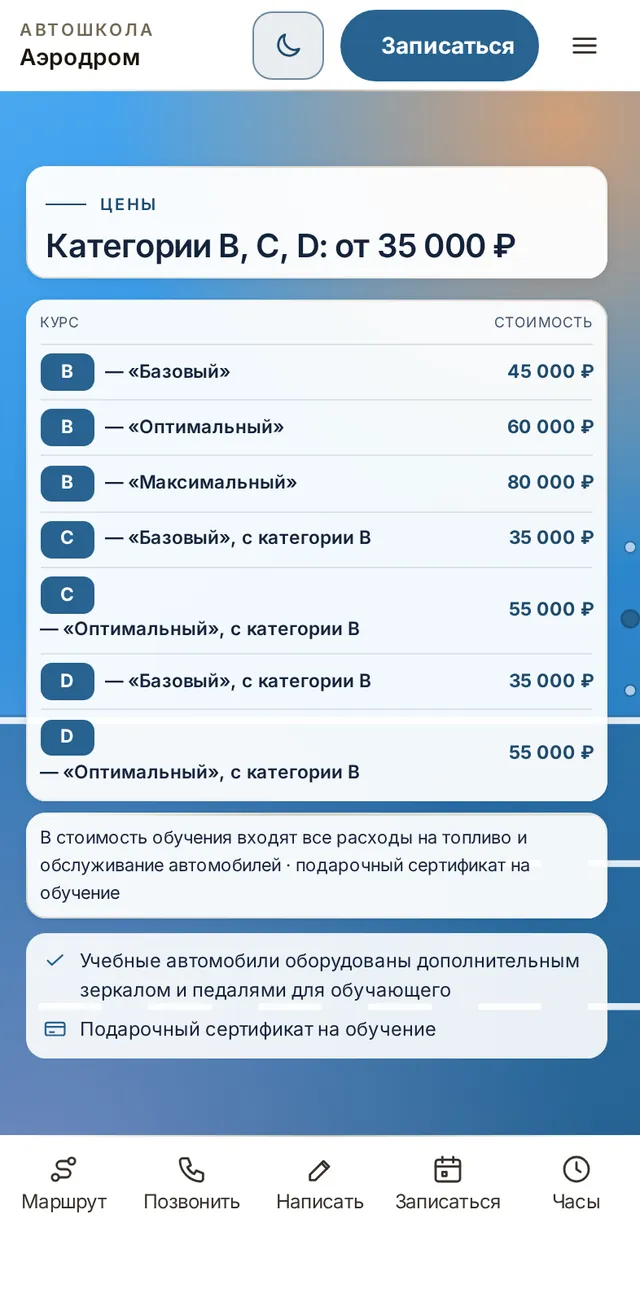 АВТОШКОЛА
Аэродром
Записаться
ЦЕНЫ
Категории B, C, D: от 35 000 ₽
КУРС СТОИМОСТЬ
B — «Базовый» 45 000 ₽
B — «Оптимальный» 60 000 ₽
B — «Максимальный» 80 000 ₽
C — «Базовый», с категории B 35 000 ₽
C
— «Оптимальный», с категории B 55 000 ₽
D — «Базовый», с категории B 35 000 ₽
D
— «Оптимальный», с категории B 55 000 ₽
В стоимость обучения входят все расходы на топливо и
обслуживание автомобилей · подарочный сертификат на
обучение
Учебные автомобили оборудованы дополнительным
зеркалом и педалями для обучающего
Подарочный сертификат на обучение
Маршрут Позвонить Написать Записаться Часы